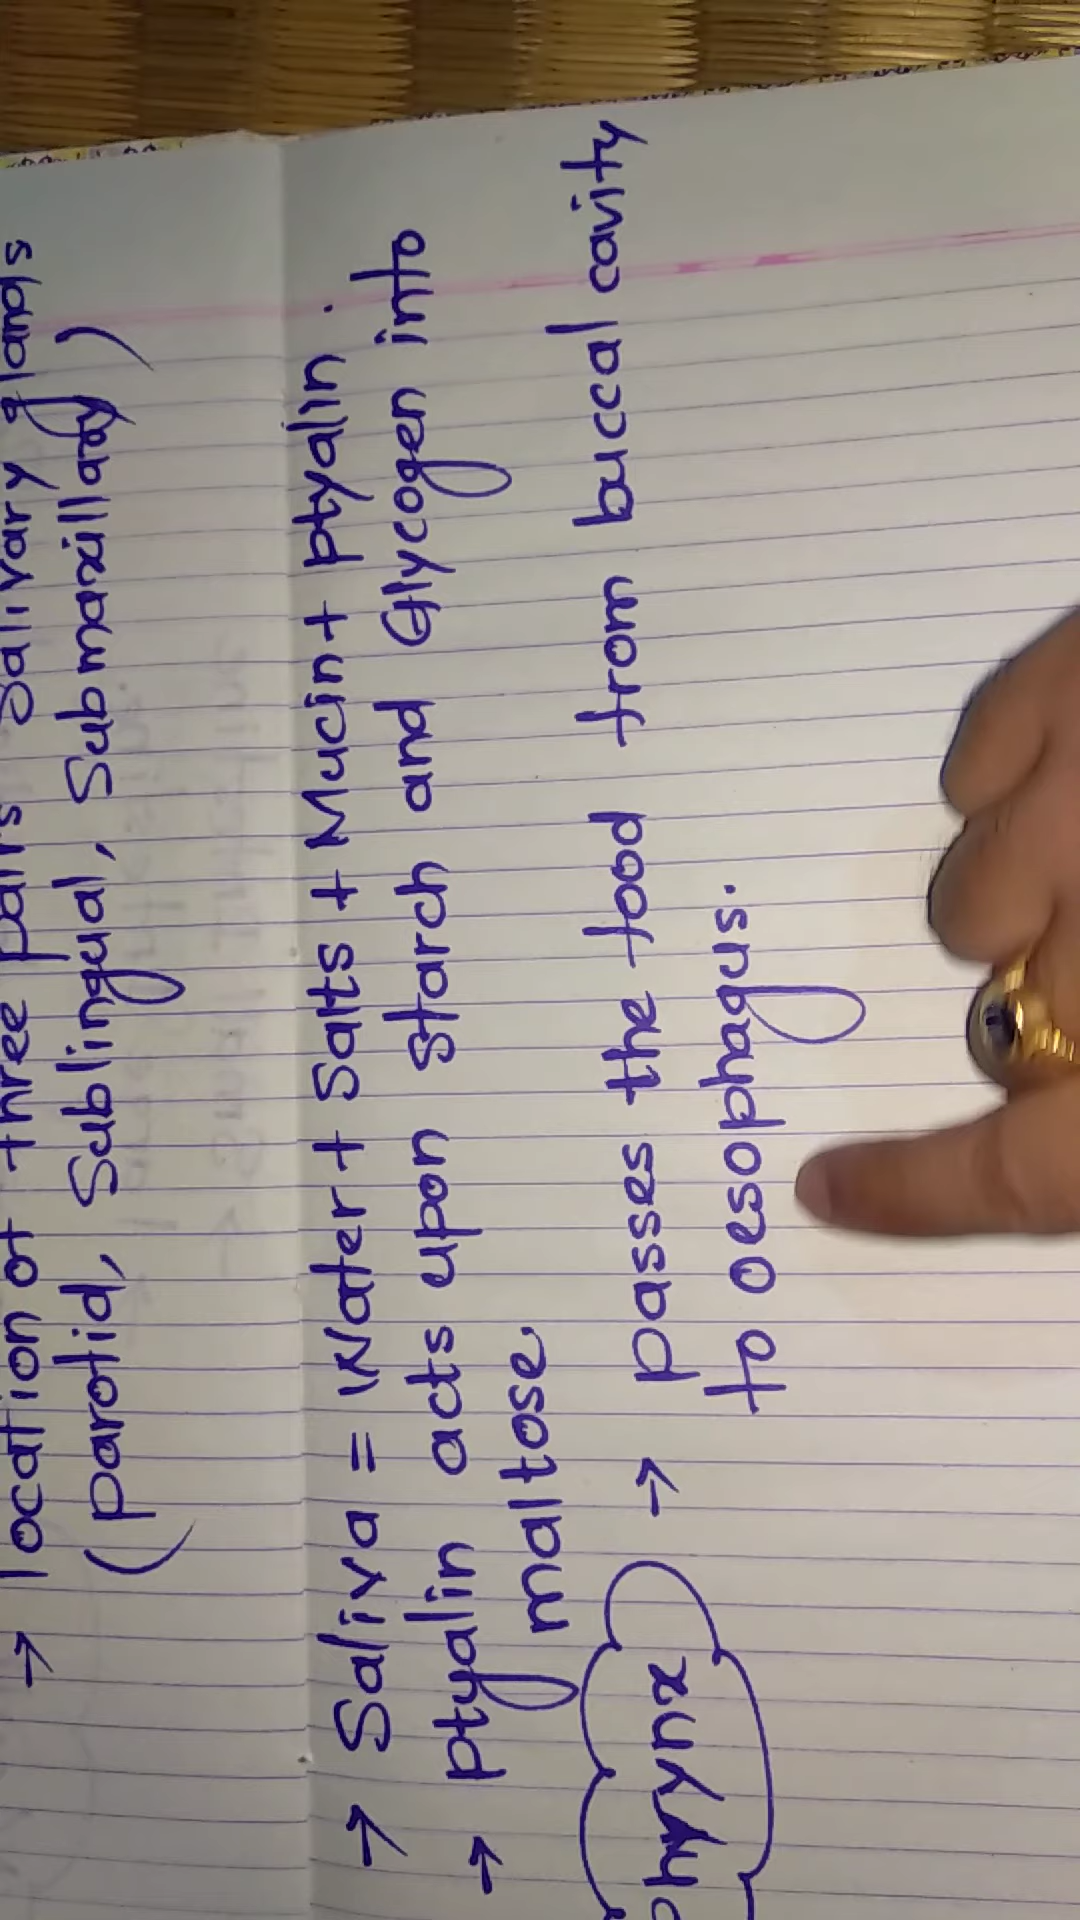 → location of three pairs salivary glands
(parotid, Sublingual, Submaxillary)
→ Saliva = Water + Salts + Mucin + ptyalin.
→ ptyalin acts upon starch and Glycogen into
maltose.
phyrynx → passes the food from buccal cavity
to oesophagus.